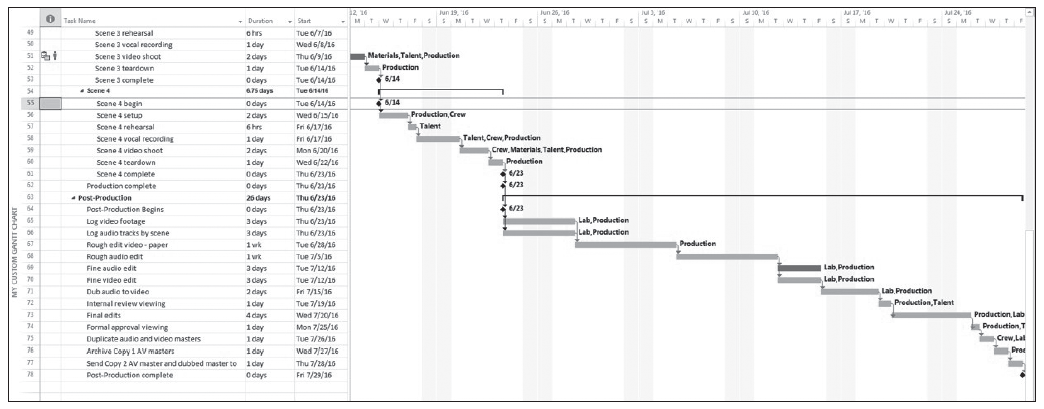 12, '16 Jun 19, '16 Jun 26, '16 Jul 3, '16 Jul 10, '16 Jul 17, '16 Jul 24, '16
Task Name Duration Start M T W T F S S M T W T F S S M T W T F S S M T W T F S S M T W T F S S M T W T F S S M T W T F
49 Scene 3 rehearsal 6 hrs Tue 6/7/16
50 Scene 3 vocal recording 1 day Wed 6/8/16
51 Scene 3 video shoot 2 days Thu 6/9/16 Materials,Talent,Production
52 Scene 3 teardown 1 day Tue 6/14/16 Production
53 Scene 3 complete 0 days Tue 6/14/16 6/14
54 Scene 4 6.75 days Tue 6/14/16
55 Scene 4 begin 0 days Tue 6/14/16 6/14
56 Scene 4 setup 2 days Wed 6/15/16 Production,Crew
57 Scene 4 rehearsal 6 hrs Fri 6/17/16 Talent
58 Scene 4 vocal recording 1 day Fri 6/17/16 Talent,Crew,Production
59 Scene 4 video shoot 2 days Mon 6/20/16 Crew,Materials,Talent,Production
60 Scene 4 teardown 1 day Wed 6/22/16 Production
61 Scene 4 complete 0 days Thu 6/23/16 6/23
62 Production complete 0 days Thu 6/23/16 6/23
63 Post-Production 26 days Thu 6/23/16
64 Post-Production Begins 0 days Thu 6/23/16 6/23
65 Log video footage 3 days Thu 6/23/16 Lab,Production
66 Log audio tracks by scene 3 days Thu 6/23/16 Lab,Production
67 Rough edit video - paper 1 wk Tue 6/28/16 Production
68 Rough audio edit 1 wk Tue 7/5/16
69 Fine audio edit 3 days Tue 7/12/16 Lab,Production
70 Fine video edit 3 days Tue 7/12/16 Lab,Production
71 Dub audio to video 2 days Fri 7/15/16 Lab,Production
72 Internal review viewing 1 day Tue 7/19/16 Production,Talent
73 Final edits 4 days Wed 7/20/16 Production,Lab
74 Formal approval viewing 1 day Mon 7/25/16 Production,T
75 Duplicate audio and video masters 1 day Tue 7/26/16 Crew,Lab
76 Archive Copy 1 AV masters 1 day Wed 7/27/16
77 Send Copy 2 AV master and dubbed master to 1 day Thu 7/28/16
78 Post-Production complete 0 days Fri 7/29/16
MY CUSTOM GANTT CHART